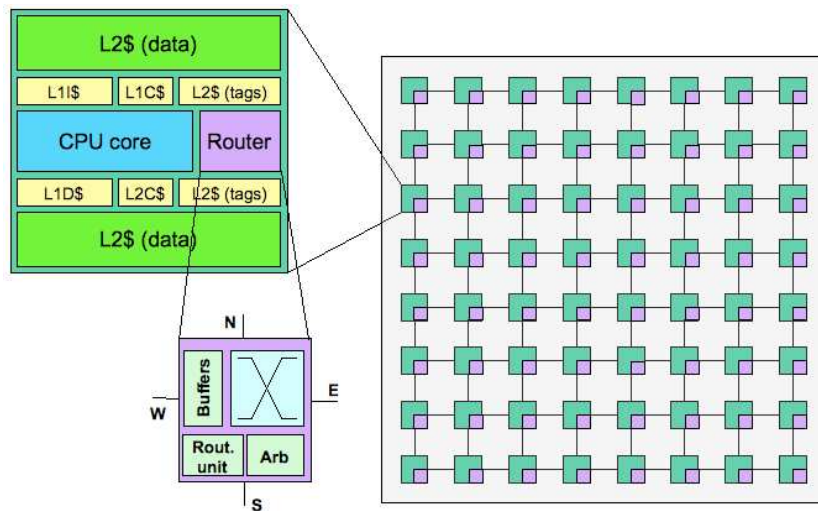 L2$ (data)
L1I$ L1C$ L2$ (tags)
CPU core Router
L1D$ L2C$ L2$ (tags)
L2$ (data)
N
W
E
S
Buffers
Rout.
unit
Arb